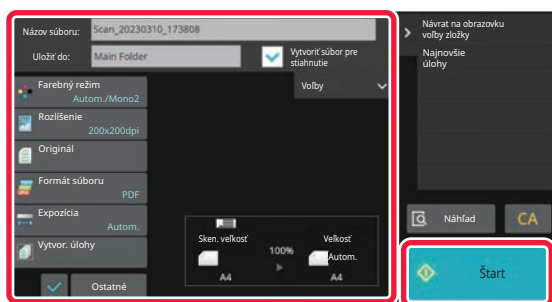 Názov súboru:
Scan_20230310_173808
Uložiť do:
Main Folder
Vytvoriť súbor pre
stiahnutie
Voľby
Farebný režim
Autom./Mono2
Rozlíšenie
200x200dpi
Originál
Formát súboru
PDF
Expozícia
Autom.
Vytvor. úlohy
Ostatné
Sken. veľkosť
A4
100%
Veľkosť
Autom.
A4
Návrat na obrazovku
voľby zložky
Najnovšie
úlohy
Náhľad
CA
Štart